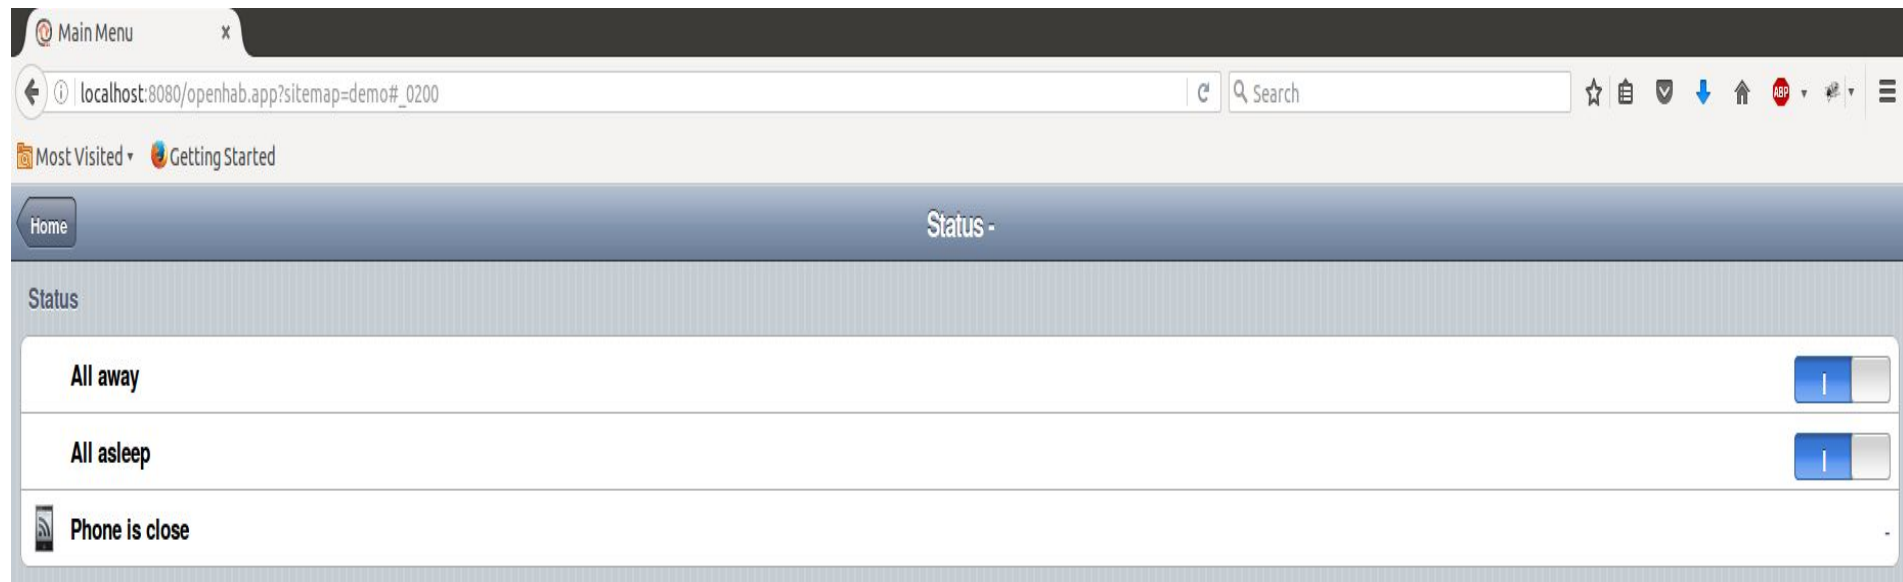 Main Menu x
localhost:8080/openhab.app?sitemap=demo#_0200 Search ABP
Most Visited Getting Started
Home Status -
Status
All away I
All asleep I
Phone is close -